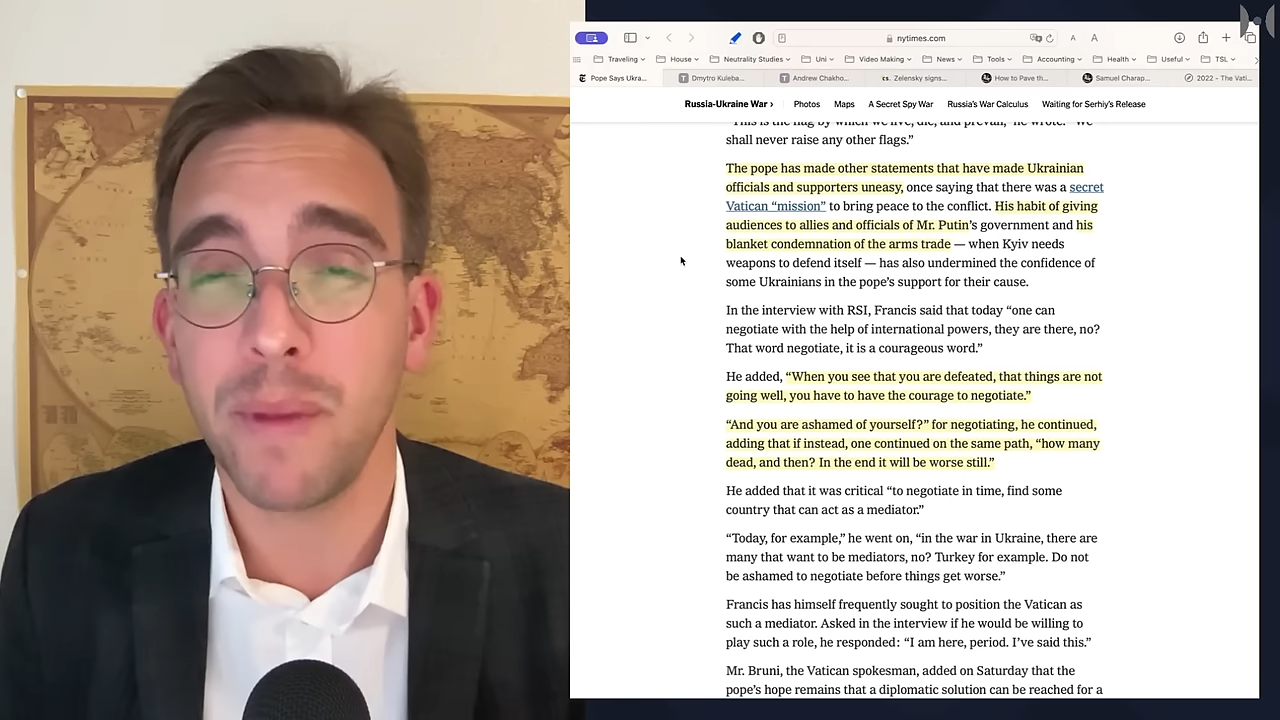 nytimes.com
A
A
Traveling
House
Neutrality Studies
Uni
Video Making
News
Tools
Accounting
Health
Useful
TSL
Pope Says Ukra...
Dmytro Kuleba...
Andrew Chakho...
cs. Zelensky signs...
How to Pave th...
Samuel Charap...
2022 - The Vati...
Russia-Ukraine War ›
Photos
Maps
A Secret Spy War
Russia's War Calculus
Waiting for Serhiy's Release
"This is the flag by which we live, die, and prevail," he wrote. "We
shall never raise any other flags."
The pope has made other statements that have made Ukrainian
officials and supporters uneasy, once saying that there was a secret
Vatican "mission" to bring peace to the conflict. His habit of giving
audiences to allies and officials of Mr. Putin's government and his
blanket condemnation of the arms trade — when Kyiv needs
weapons to defend itself — has also undermined the confidence of
some Ukrainians in the pope's support for their cause.
In the interview with RSI, Francis said that today "one can
negotiate with the help of international powers, they are there, no?
That word negotiate, it is a courageous word."
He added, "When you see that you are defeated, that things are not
going well, you have to have the courage to negotiate."
"And you are ashamed of yourself?" for negotiating, he continued,
adding that if instead, one continued on the same path, "how many
dead, and then? In the end it will be worse still."
He added that it was critical "to negotiate in time, find some
country that can act as a mediator."
"Today, for example," he went on, "in the war in Ukraine, there are
many that want to be mediators, no? Turkey for example. Do not
be ashamed to negotiate before things get worse."
Francis has himself frequently sought to position the Vatican as
such a mediator. Asked in the interview if he would be willing to
play such a role, he responded: "I am here, period. I've said this."
Mr. Bruni, the Vatican spokesman, added on Saturday that the
pope's hope remains that a diplomatic solution can be reached for a